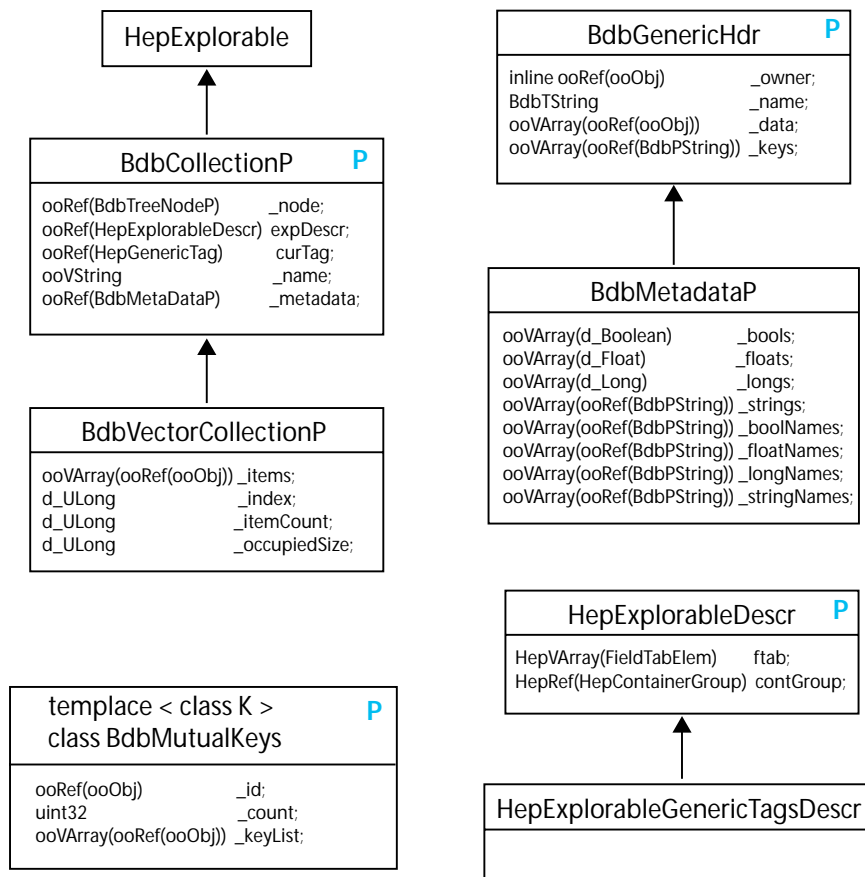 HepExplorable
BdbCollectionP P
ooRef(BdbTreeNodeP) _node;
ooRef(HepExplorableDescr) expDescr;
ooRef(HepGenericTag) curTag;
ooVString _name;
ooRef(BdbMetaDataP) _metadata;
BdbVectorCollectionP
ooVArray(ooRef(ooObj)) _items;
d_ULong _index;
d_ULong _itemCount;
d_ULong _occupiedSize;
templace < class K > P
class BdbMutualKeys
ooRef(ooObj) _id;
uint32 _count;
ooVArray(ooRef(ooObj)) _keyList;
BdbGenericHdr P
inline ooRef(ooObj) _owner;
BdbTString _name;
ooVArray(ooRef(ooObj)) _data;
ooVArray(ooRef(BdbPString)) _keys;
BdbMetadataP
ooVArray(d_Boolean) _bools;
ooVArray(d_Float) _floats;
ooVArray(d_Long) _longs;
ooVArray(ooRef(BdbPString)) _strings;
ooVArray(ooRef(BdbPString)) _boolNames;
ooVArray(ooRef(BdbPString)) _floatNames;
ooVArray(ooRef(BdbPString)) _longNames;
ooVArray(ooRef(BdbPString)) _stringNames;
HepExplorableDescr P
HepVArray(FieldTabElem) ftab;
HepRef(HepContainerGroup) contGroup;
HepExplorableGenericTagsDescr